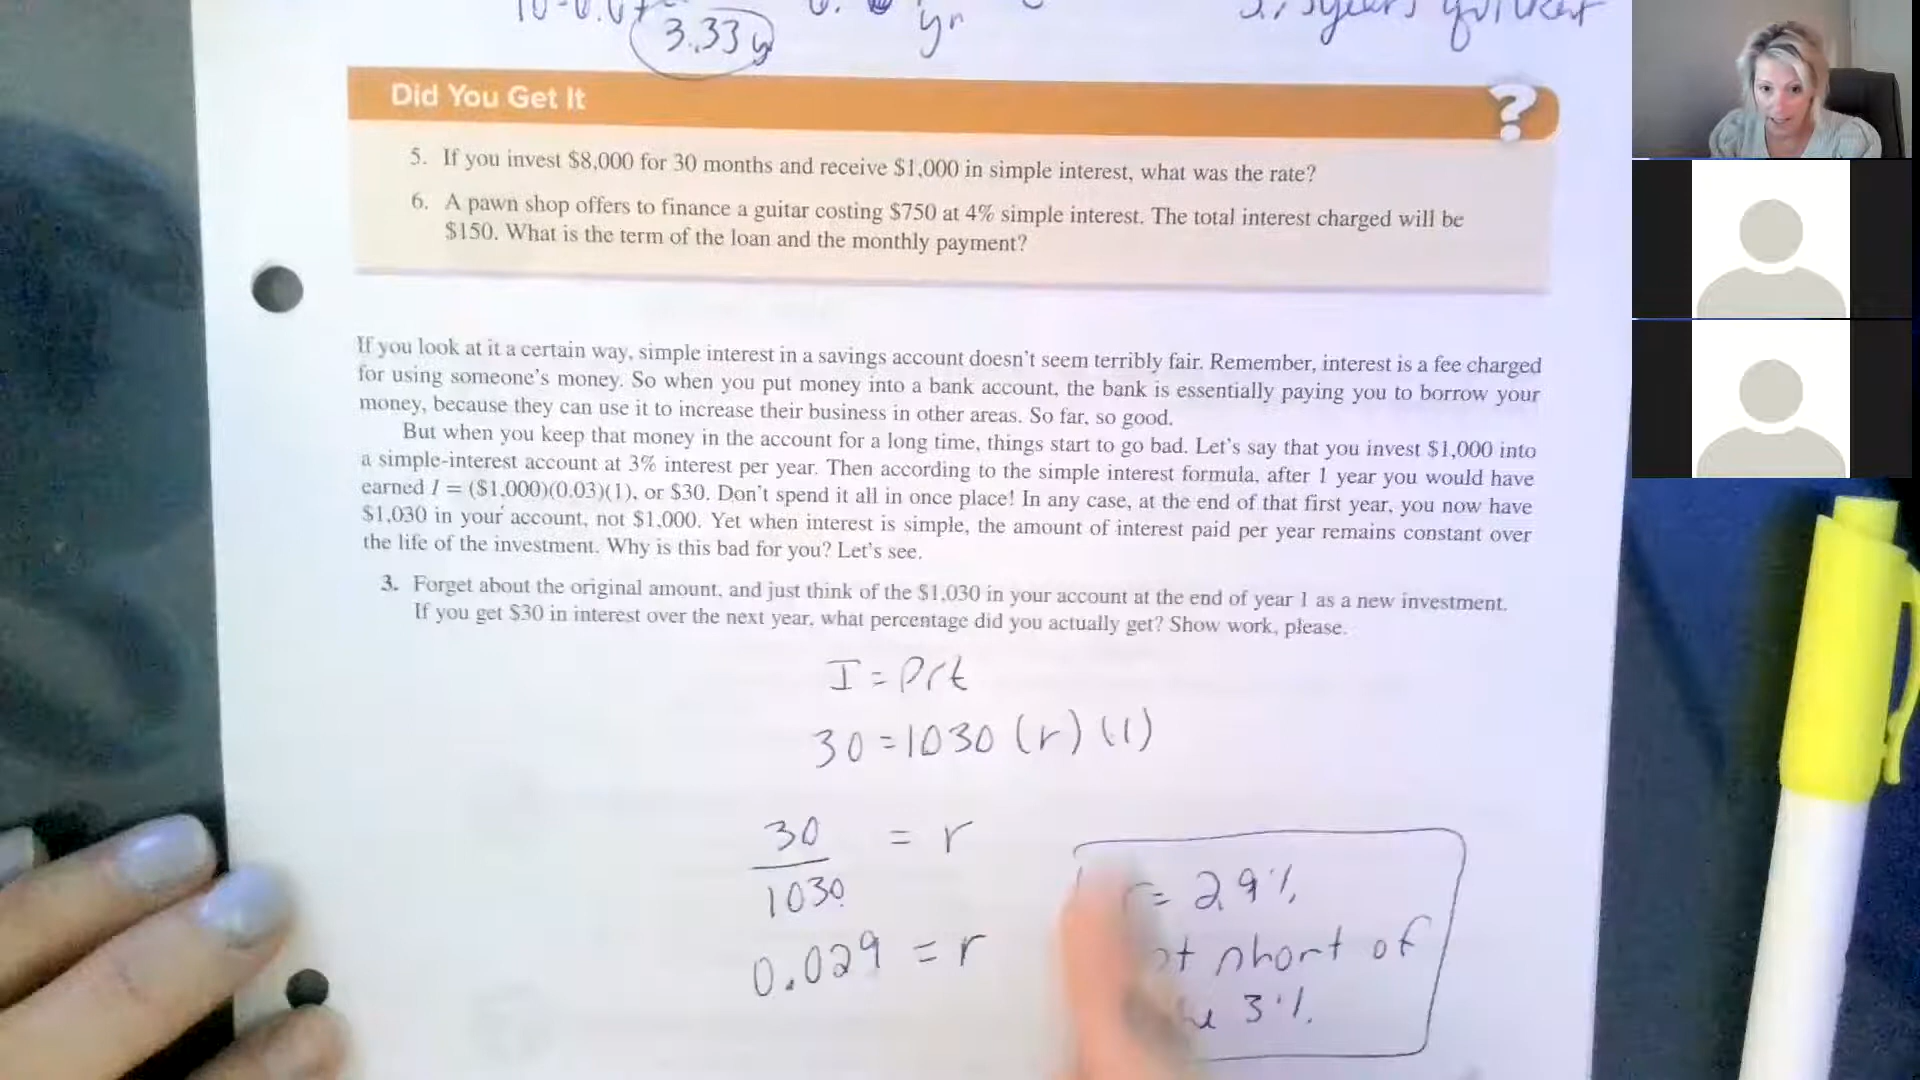 3.33 y
yr
Did You Get It
?
5. If you invest $8,000 for 30 months and receive $1,000 in simple interest, what was the rate?
6. A pawn shop offers to finance a guitar costing $750 at 4% simple interest. The total interest charged will be
$150. What is the term of the loan and the monthly payment?
If you look at it a certain way, simple interest in a savings account doesn't seem terribly fair. Remember, interest is a fee charged
for using someone's money. So when you put money into a bank account, the bank is essentially paying you to borrow your
money, because they can use it to increase their business in other areas. So far, so good.
But when you keep that money in the account for a long time, things start to go bad. Let's say that you invest $1,000 into
a simple-interest account at 3% interest per year. Then according to the simple interest formula, after 1 year you would have
earned I = ($1,000)(0.03)(1), or $30. Don't spend it all in once place! In any case, at the end of that first year, you now have
$1,030 in your account, not $1,000. Yet when interest is simple, the amount of interest paid per year remains constant over
the life of the investment. Why is this bad for you? Let's see.
3. Forget about the original amount, and just think of the $1,030 in your account at the end of year 1 as a new investment.
If you get $30 in interest over the next year, what percentage did you actually get? Show work, please.
I = Prt
30 = 1030 (r) (1)
30
= r
1030
0.029 = r
= 2.9%
short of
3%.